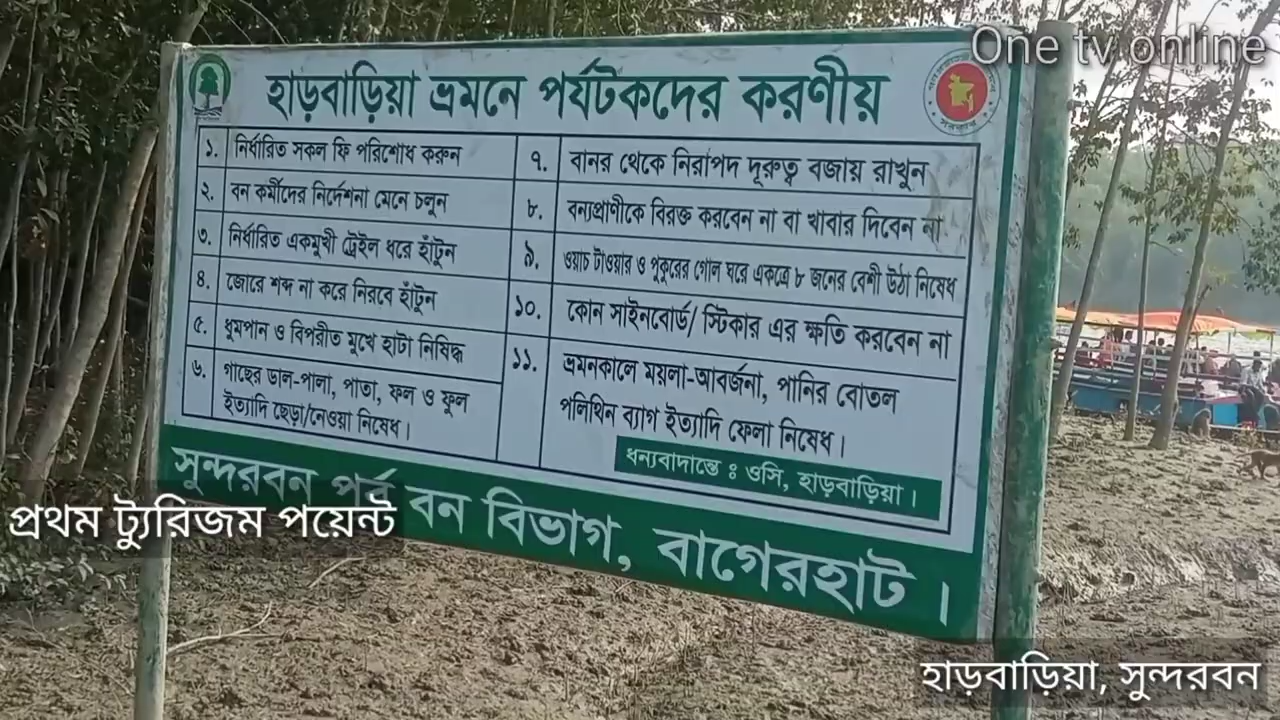 One tv online
হাড়বাড়িয়া ভ্রমনে পর্যটকদের করণীয়
১. নির্ধারিত সকল ফি পরিশোধ করুন
২. বন কর্মীদের নির্দেশনা মেনে চলুন
৩. নির্ধারিত একমুখী ট্রেইল ধরে হাঁটুন
৪. জোরে শব্দ না করে নিরবে হাঁটুন
৫. ধুমপান ও বিপরীত মুখে হাটা নিষিদ্ধ
৬. গাছের ডাল-পালা, পাতা, ফল ও ফুল
ইত্যাদি ছেড়া/নেওয়া নিষেধ।
৭. বানর থেকে নিরাপদ দূরত্ব বজায় রাখুন
৮. বন্যপ্রাণীকে বিরক্ত করবেন না বা খাবার দিবেন না
৯. ওয়াচ টাওয়ার ও পুকুরের গোল ঘরে একত্রে ৮ জনের বেশী উঠা নিষেধ
১০. কোন সাইনবোর্ড/ স্টিকার এর ক্ষতি করবেন না
১১. ভ্রমনকালে ময়লা-আবর্জনা, পানির বোতল
পলিথিন ব্যাগ ইত্যাদি ফেলা নিষেধ।
ধন্যবাদান্তে ঃ ওসি, হাড়বাড়িয়া।
সুন্দরবন পূর্ব বন বিভাগ, বাগেরহাট।
প্রথম ট্যুরিজম পয়েন্ট
হাড়বাড়িয়া, সুন্দরবন